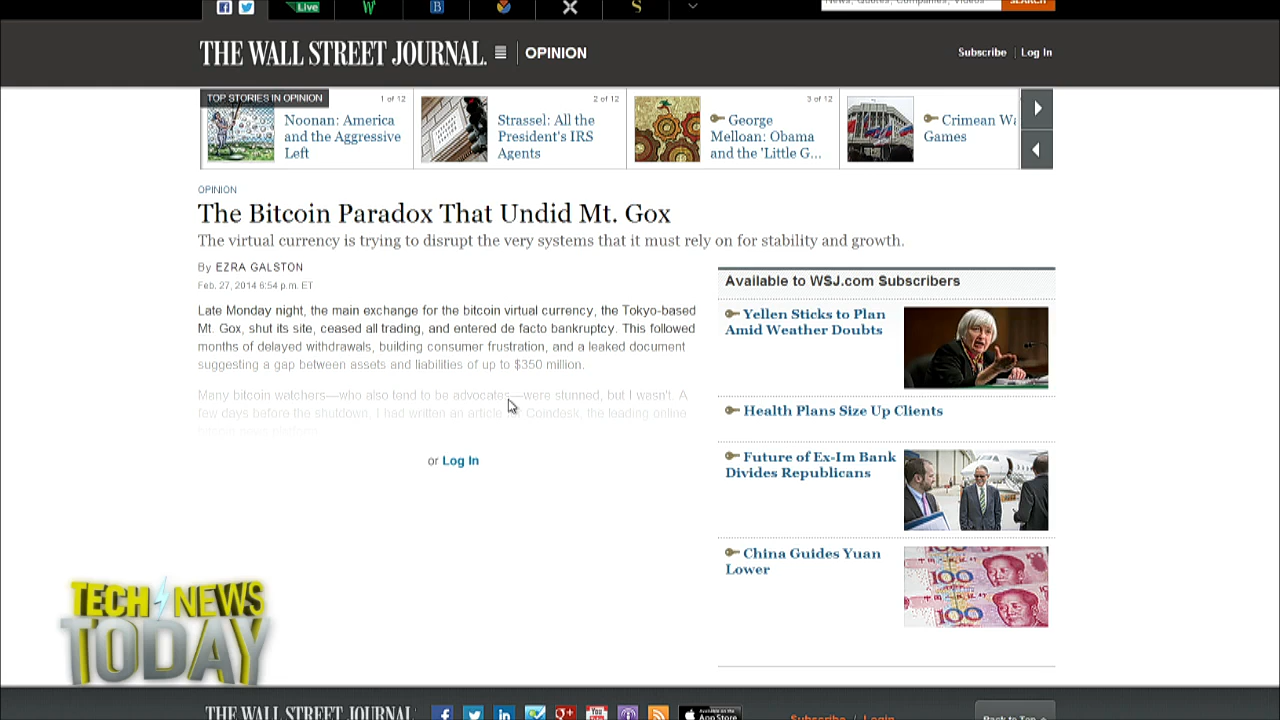 Live
News, Quotes, Companies, Videos
SEARCH
THE WALL STREET JOURNAL.
OPINION
Subscribe
Log In
TOP STORIES IN OPINION
1 of 12
Noonan: America
and the Aggressive
Left
2 of 12
Strassel: All the
President's IRS
Agents
3 of 12
George
Melloan: Obama
and the 'Little G...
Crimean Wa
Games
OPINION
The Bitcoin Paradox That Undid Mt. Gox
The virtual currency is trying to disrupt the very systems that it must rely on for stability and growth.
By EZRA GALSTON
Feb. 27, 2014 6:54 p.m. ET
Late Monday night, the main exchange for the bitcoin virtual currency, the Tokyo-based
Mt. Gox, shut its site, ceased all trading, and entered de facto bankruptcy. This followed
months of delayed withdrawals, building consumer frustration, and a leaked document
suggesting a gap between assets and liabilities of up to $350 million.
Many bitcoin watchers—who also tend to be advocates—were stunned, but I wasn't. A
few days before the shutdown, I had written an article Coindesk, the leading online
or Log In
Available to WSJ.com Subscribers
Yellen Sticks to Plan
Amid Weather Doubts
Health Plans Size Up Clients
Future of Ex-Im Bank
Divides Republicans
China Guides Yuan
Lower
100
100
TECH NEWS
TODAY
THE WALL STREET JOURNAL
Available on the
App Store
Subscribe / Login
Back to Top